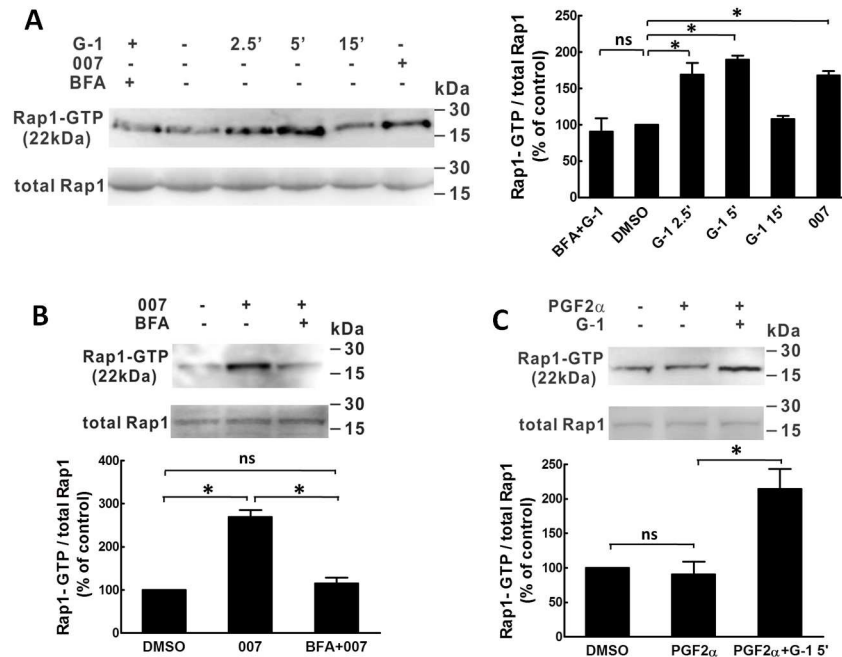 A
G-1 + - 2.5' 5' 15' -
007 - - - - - +
BFA + - - - - -
kDa
Rap1-GTP
(22kDa)
30
15
total Rap1
30
15
Rap1- GTP / total Rap1
(% of control)
250
200
150
100
50
0
ns
*
*
*
BFA+G-1
DMSO
G-1 2.5'
G-1 5'
G-1 15'
007
B
007 - + +
BFA - - +
kDa
Rap1-GTP
(22kDa)
30
15
total Rap1
30
15
Rap1- GTP / total Rap1
(% of control)
400
300
200
100
0
ns
* *
DMSO 007 BFA+007
C
PGF2α - + +
G-1 - - +
kDa
Rap1-GTP
(22kDa)
30
15
total Rap1
30
15
Rap1- GTP / total Rap1
(% of control)
250
200
150
100
50
0
*
ns
DMSO PGF2α PGF2α+G-1 5'